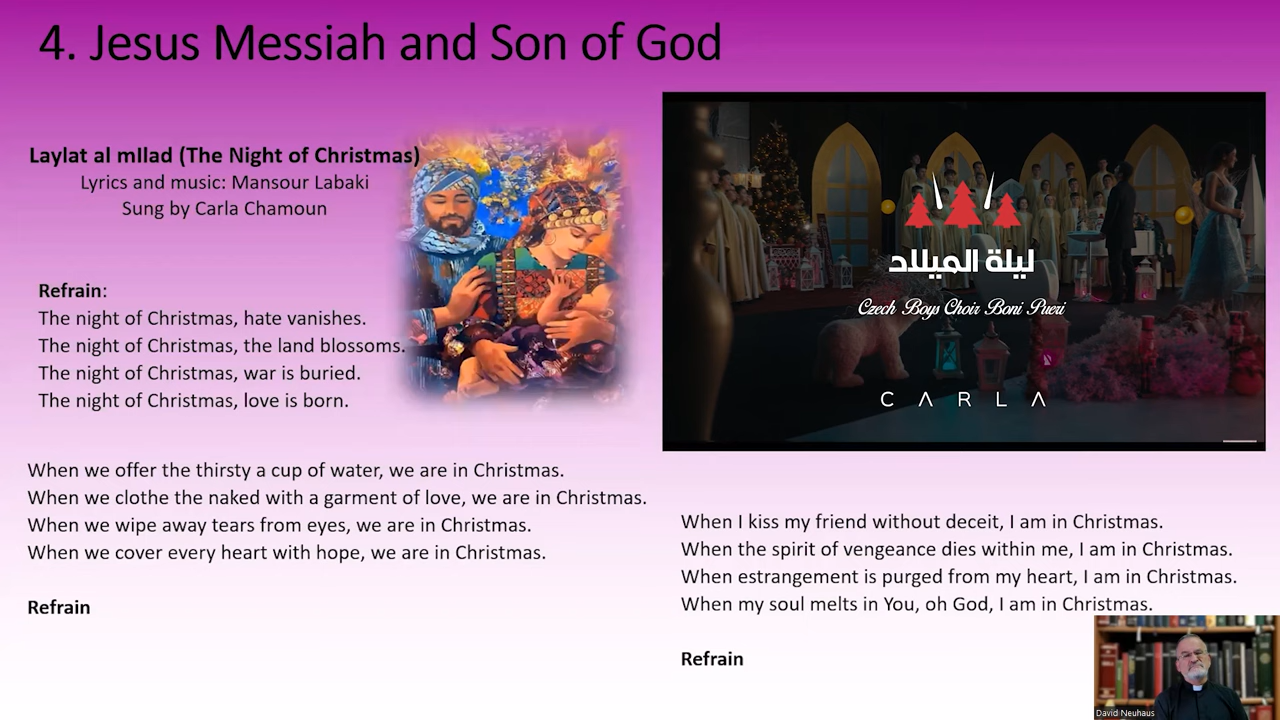 4. Jesus Messiah and Son of God
Laylat al mIlad (The Night of Christmas)
Lyrics and music: Mansour Labaki
Sung by Carla Chamoun
Refrain:
The night of Christmas, hate vanishes.
The night of Christmas, the land blossoms.
The night of Christmas, war is buried.
The night of Christmas, love is born.
When we offer the thirsty a cup of water, we are in Christmas.
When we clothe the naked with a garment of love, we are in Christmas.
When we wipe away tears from eyes, we are in Christmas.
When we cover every heart with hope, we are in Christmas.
Refrain
ليلة الميلاد
Czech Boys Choir Boni Pueri
CARLA
When I kiss my friend without deceit, I am in Christmas.
When the spirit of vengeance dies within me, I am in Christmas.
When estrangement is purged from my heart, I am in Christmas.
When my soul melts in You, oh God, I am in Christmas.
Refrain
David Neuhaus